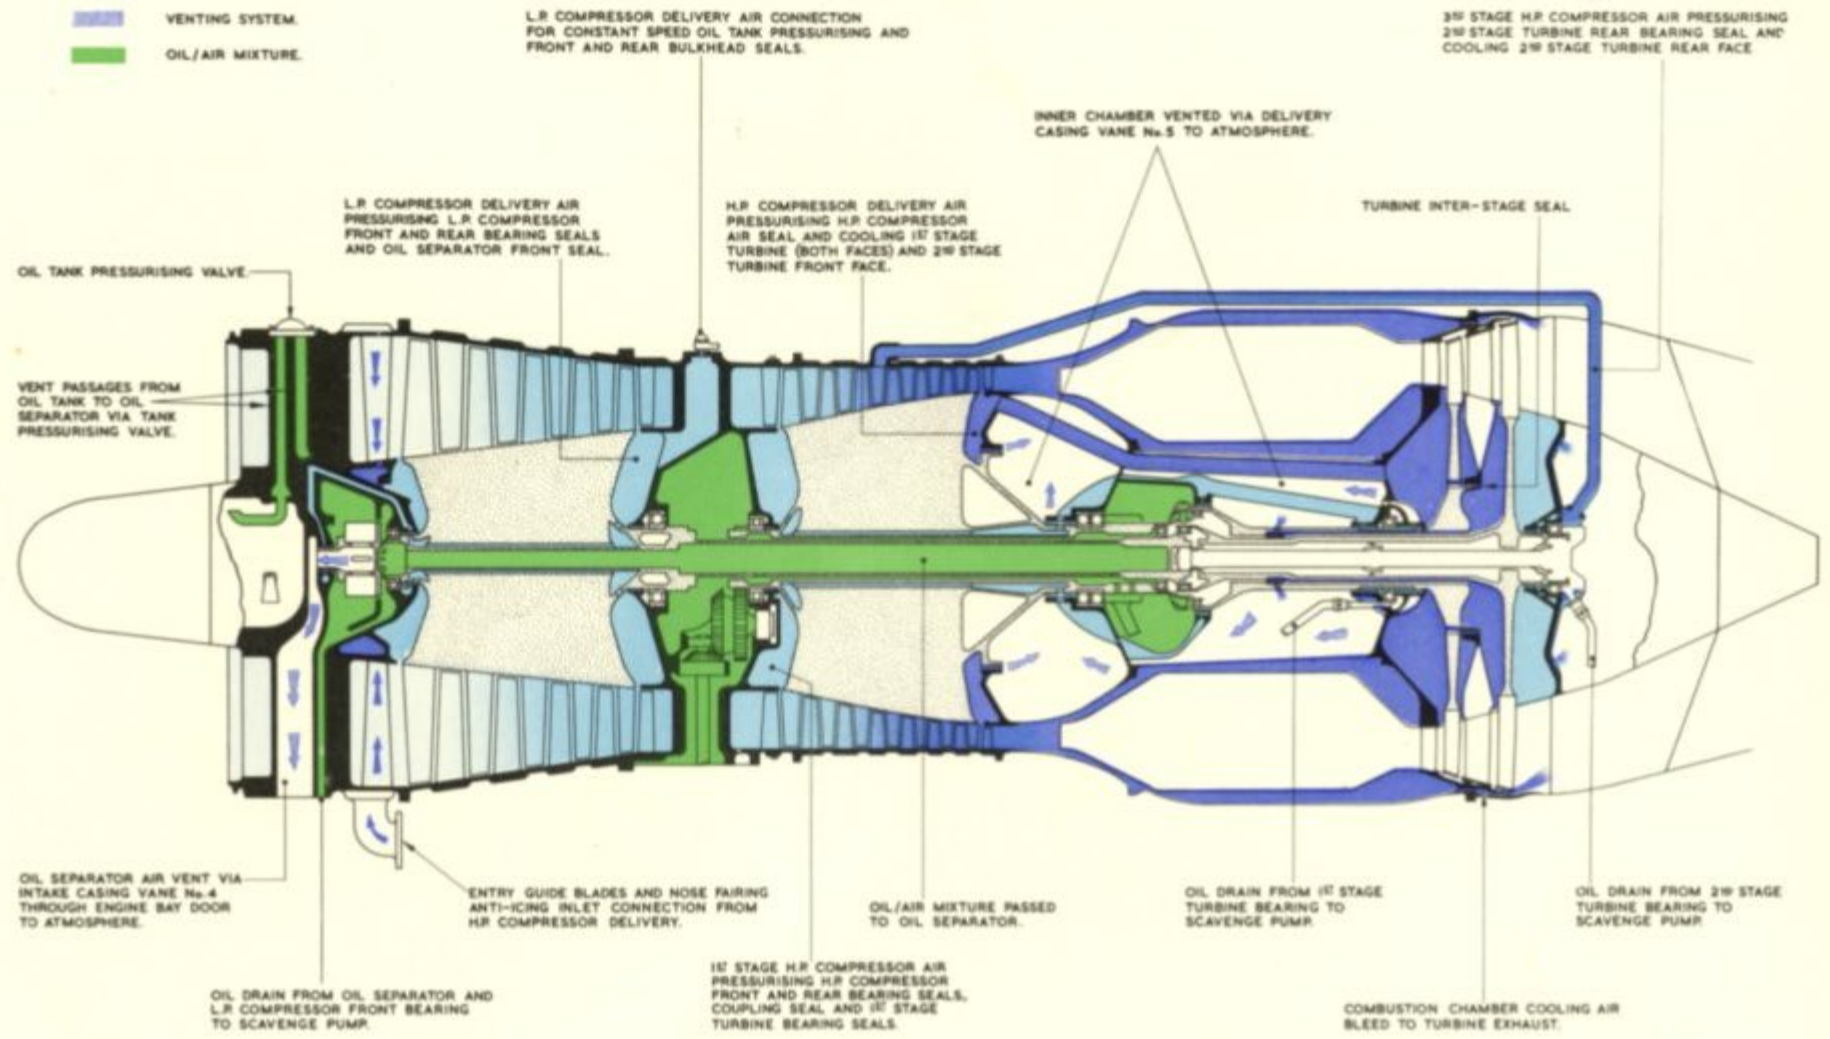 VENTING SYSTEM.
OIL/AIR MIXTURE.
L.P. COMPRESSOR DELIVERY AIR CONNECTION
FOR CONSTANT SPEED OIL TANK PRESSURISING AND
FRONT AND REAR BULKHEAD SEALS.
3RD STAGE H.P. COMPRESSOR AIR PRESSURISING
2ND STAGE TURBINE REAR BEARING SEAL AND
COOLING 2ND STAGE TURBINE REAR FACE
INNER CHAMBER VENTED VIA DELIVERY
CASING VANE No.5 TO ATMOSPHERE.
L.P. COMPRESSOR DELIVERY AIR
PRESSURISING L.P. COMPRESSOR
FRONT AND REAR BEARING SEALS
AND OIL SEPARATOR FRONT SEAL.
H.P. COMPRESSOR DELIVERY AIR
PRESSURISING H.P. COMPRESSOR
AIR SEAL AND COOLING 1ST STAGE
TURBINE (BOTH FACES) AND 2ND STAGE
TURBINE FRONT FACE.
TURBINE INTER-STAGE SEAL
OIL TANK PRESSURISING VALVE.
VENT PASSAGES FROM
OIL TANK TO OIL
SEPARATOR VIA TANK
PRESSURISING VALVE.
OIL SEPARATOR AIR VENT VIA
INTAKE CASING VANE No.4
THROUGH ENGINE BAY DOOR
TO ATMOSPHERE.
ENTRY GUIDE BLADES AND NOSE FAIRING
ANTI-ICING INLET CONNECTION FROM
H.P. COMPRESSOR DELIVERY.
OIL/AIR MIXTURE PASSED
TO OIL SEPARATOR.
OIL DRAIN FROM 1ST STAGE
TURBINE BEARING TO
SCAVENGE PUMP.
OIL DRAIN FROM 2ND STAGE
TURBINE BEARING TO
SCAVENGE PUMP.
OIL DRAIN FROM OIL SEPARATOR AND
L.P. COMPRESSOR FRONT BEARING
TO SCAVENGE PUMP.
1ST STAGE H.P. COMPRESSOR AIR
PRESSURISING H.P. COMPRESSOR
FRONT AND REAR BEARING SEALS,
COUPLING SEAL AND 1ST STAGE
TURBINE BEARING SEALS.
COMBUSTION CHAMBER COOLING AIR
BLEED TO TURBINE EXHAUST.